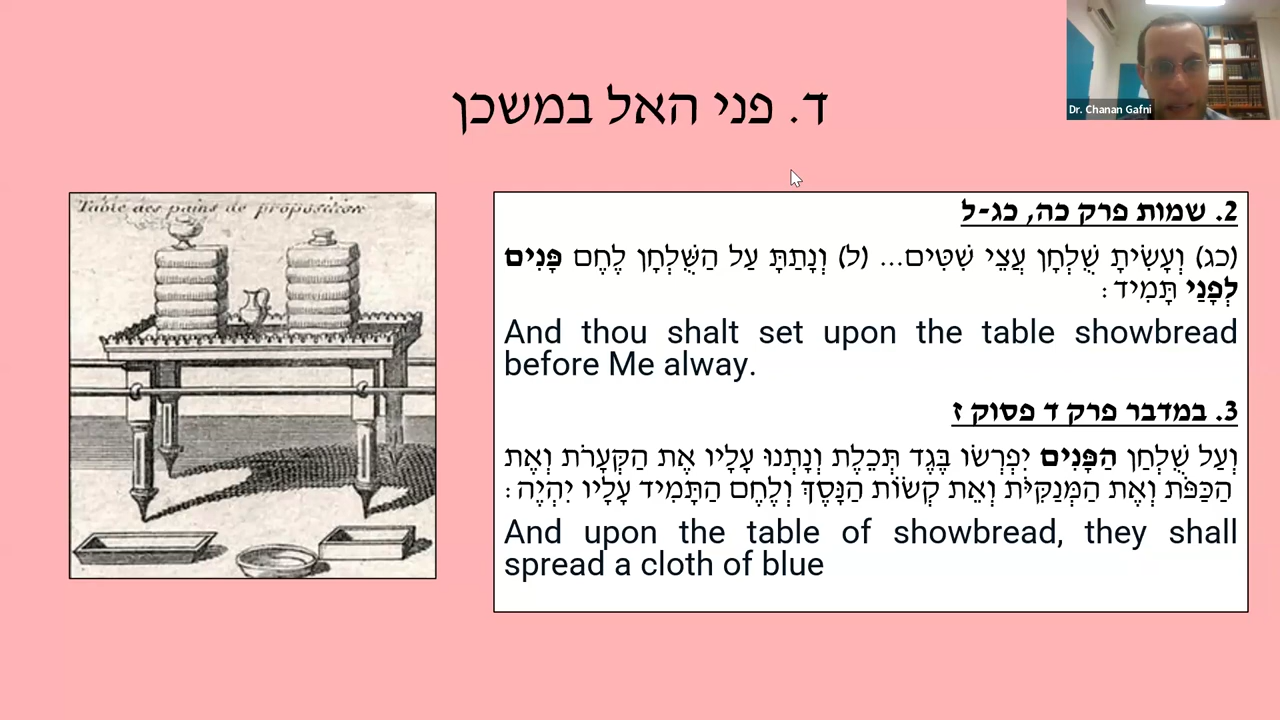 Dr. Chanan Gafni
ד. פני האל במשכן
Table des pains de proposition
2. שמות פרק כה, כג-ל
(כג) וְעָשִׂיתָ שֻׁלְחָן עֲצֵי שִׁטִּים... (ל) וְנָתַתָּ עַל הַשֻּׁלְחָן לֶחֶם פָּנִים
לְפָנַי תָּמִיד:
And thou shalt set upon the table showbread
before Me alway.
3. במדבר פרק ד פסוק ז
וְעַל שֻׁלְחַן הַפָּנִים יִפְרְשׂוּ בֶּגֶד תְּכֵלֶת וְנָתְנוּ עָלָיו אֶת הַקְּעָרֹת וְאֶת
הַכַּפֹּת וְאֶת הַמְּנַקִּיֹּת וְאֵת קְשׂוֹת הַנָּסֶךְ וְלֶחֶם הַתָּמִיד עָלָיו יִהְיֶה:
And upon the table of showbread, they shall
spread a cloth of blue